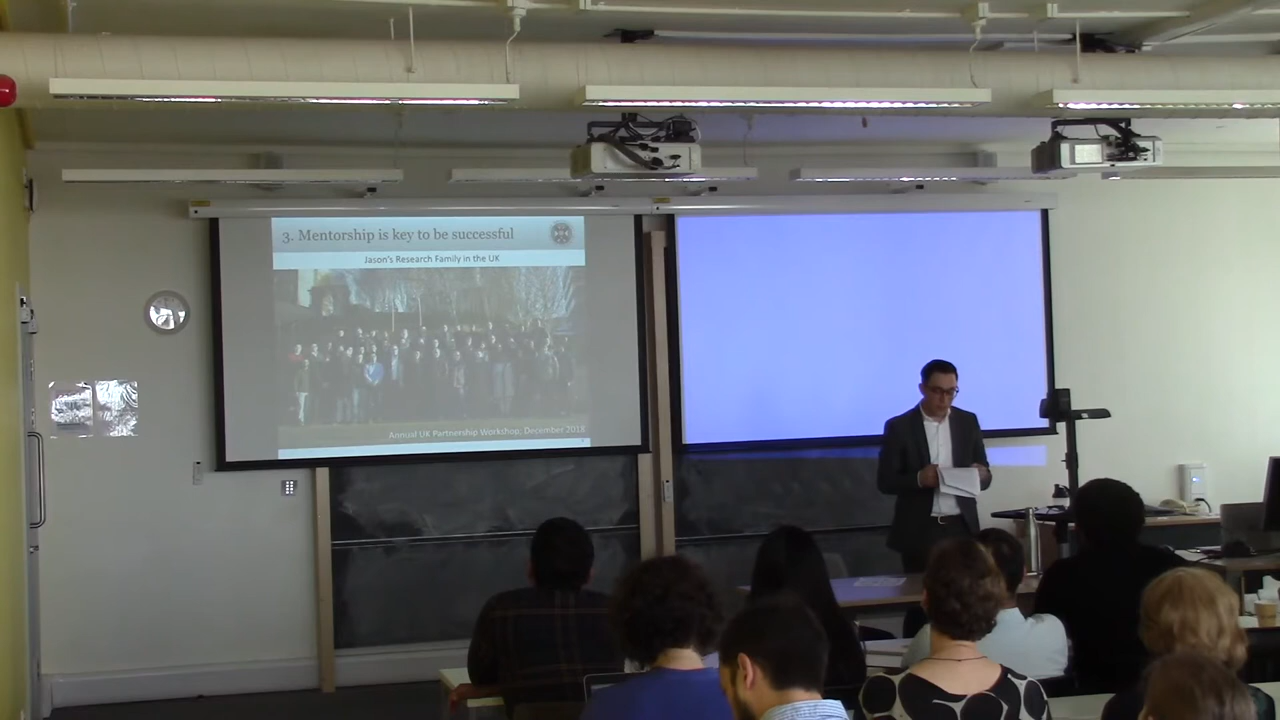 3. Mentorship is key to be successful
Jason's Research Family in the UK
Annual UK Partnership Workshop; December 2018